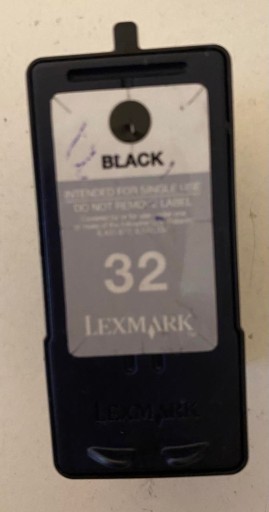 BLACK
INTENDED FOR SINGLE USE
DO NOT REMOVE LABEL
32
LEXMARK
LEXMARK